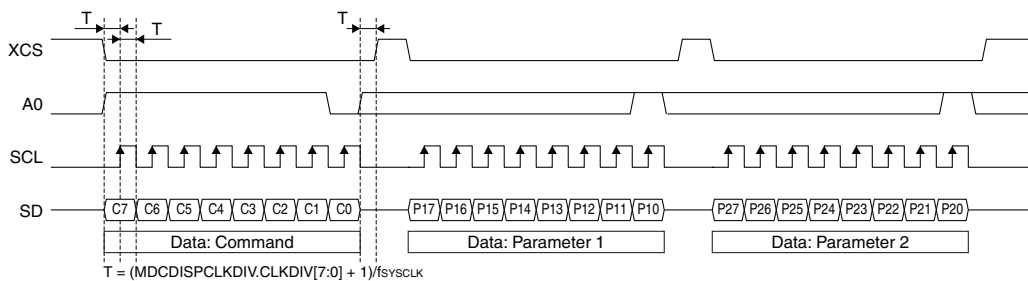 T T
T
XCS
A0
SCL
SD C7 C6 C5 C4 C3 C2 C1 C0 P17 P16 P15 P14 P13 P12 P11 P10 P27 P26 P25 P24 P23 P22 P21 P20
Data: Command Data: Parameter 1 Data: Parameter 2
T = (MDCDISPCLKDIV.CLKDIV[7:0] + 1)/fSYSCLK